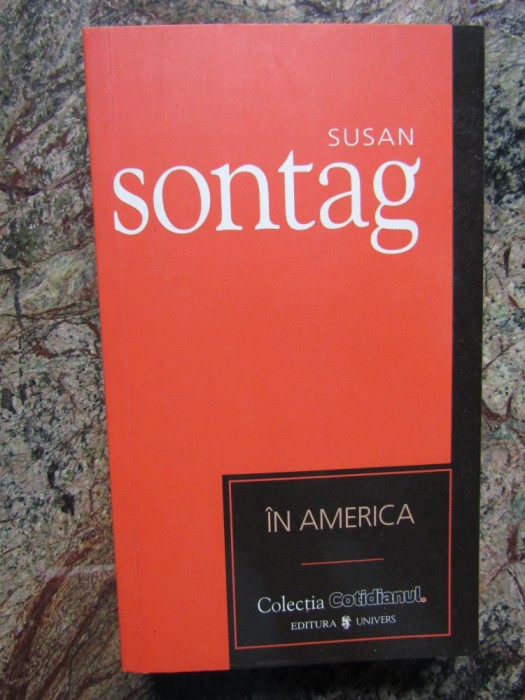 SUSAN
sontag
ÎN AMERICA
Colecția Cotidianul.
EDITURA UNIVERS